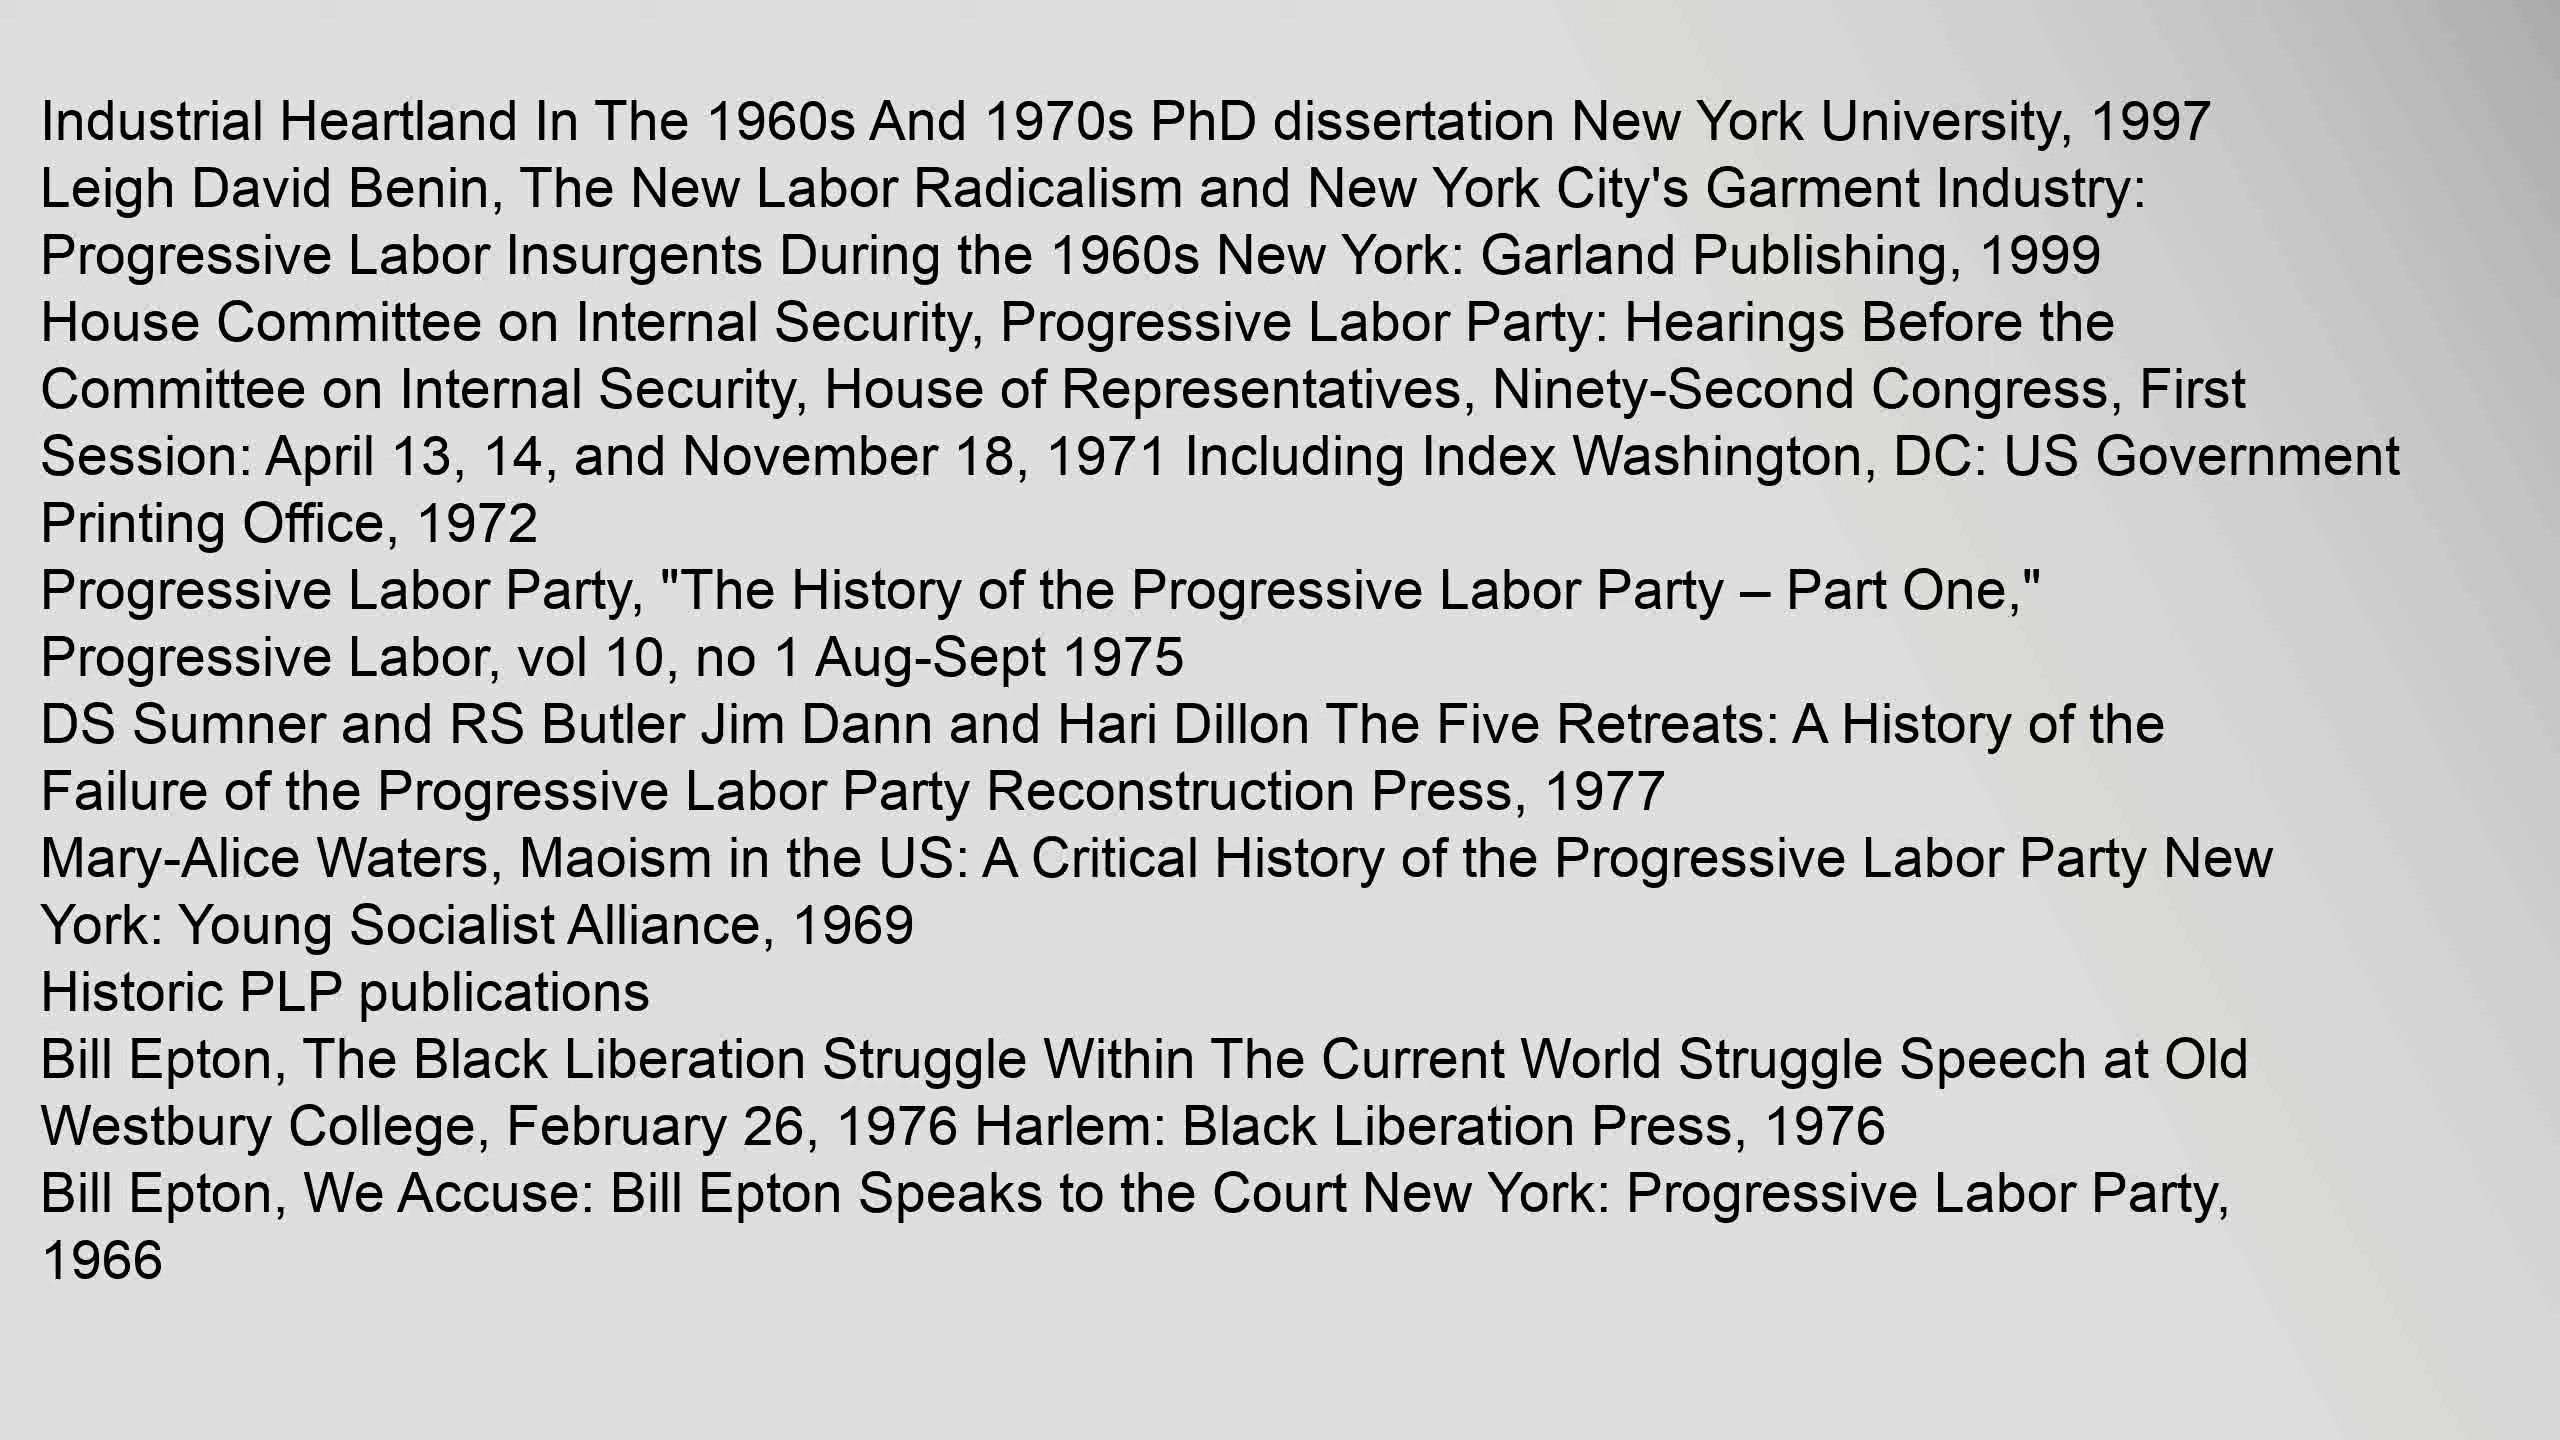 Industrial Heartland In The 1960s And 1970s PhD dissertation New York University, 1997
Leigh David Benin, The New Labor Radicalism and New York City's Garment Industry:
Progressive Labor Insurgents During the 1960s New York: Garland Publishing, 1999
House Committee on Internal Security, Progressive Labor Party: Hearings Before the
Committee on Internal Security, House of Representatives, Ninety-Second Congress, First
Session: April 13, 14, and November 18, 1971 Including Index Washington, DC: US Government
Printing Office, 1972
Progressive Labor Party, "The History of the Progressive Labor Party – Part One,"
Progressive Labor, vol 10, no 1 Aug-Sept 1975
DS Sumner and RS Butler Jim Dann and Hari Dillon The Five Retreats: A History of the
Failure of the Progressive Labor Party Reconstruction Press, 1977
Mary-Alice Waters, Maoism in the US: A Critical History of the Progressive Labor Party New
York: Young Socialist Alliance, 1969
Historic PLP publications
Bill Epton, The Black Liberation Struggle Within The Current World Struggle Speech at Old
Westbury College, February 26, 1976 Harlem: Black Liberation Press, 1976
Bill Epton, We Accuse: Bill Epton Speaks to the Court New York: Progressive Labor Party,
1966